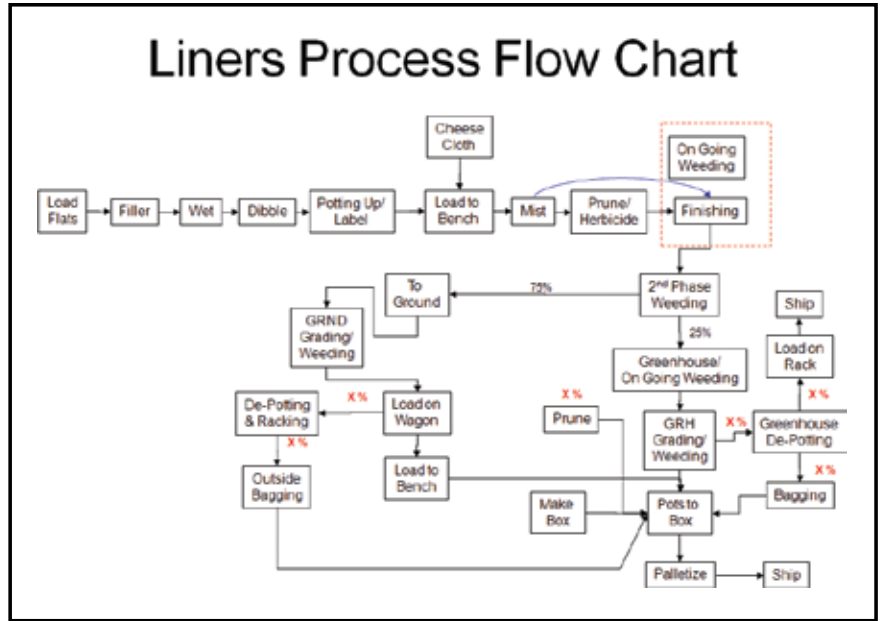 Liners Process Flow Chart
Cheese
Cloth
On Going
Weeding
Load
Flats
Filler
Wet
Dibble
Potting Up/
Label
Load to
Bench
Mist
Prune/
Herbicide
Finishing
To
Ground
75%
2nd Phase
Weeding
Ship
GRND
Grading/
Weeding
25%
Load on
Rack
Greenhouse/
On Going Weeding
X %
De-Potting
& Racking
X %
Load on
Wagon
X %
Prune
GRH
Grading/
Weeding
X %
Greenhouse
De-Potting
X %
X %
Outside
Bagging
Load to
Bench
Bagging
Make
Box
Pots to
Box
Palletize
Ship